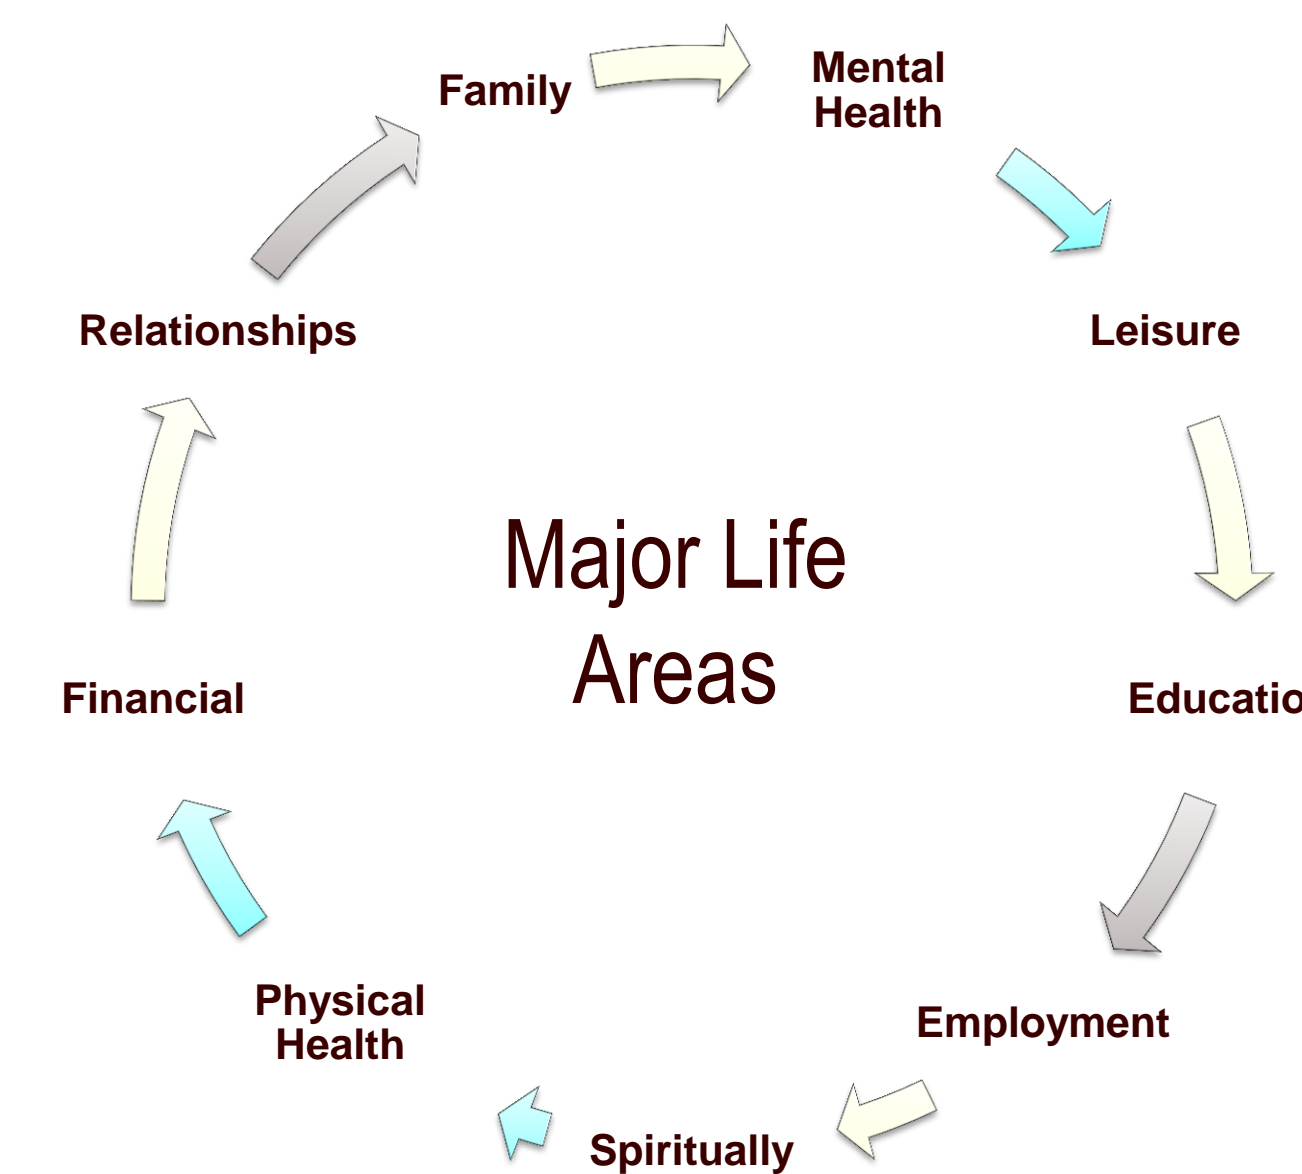 Family
Mental
Health
Relationships
Leisure
Major Life
Areas
Financial
Educatio
Physical
Health
Employment
Spiritually